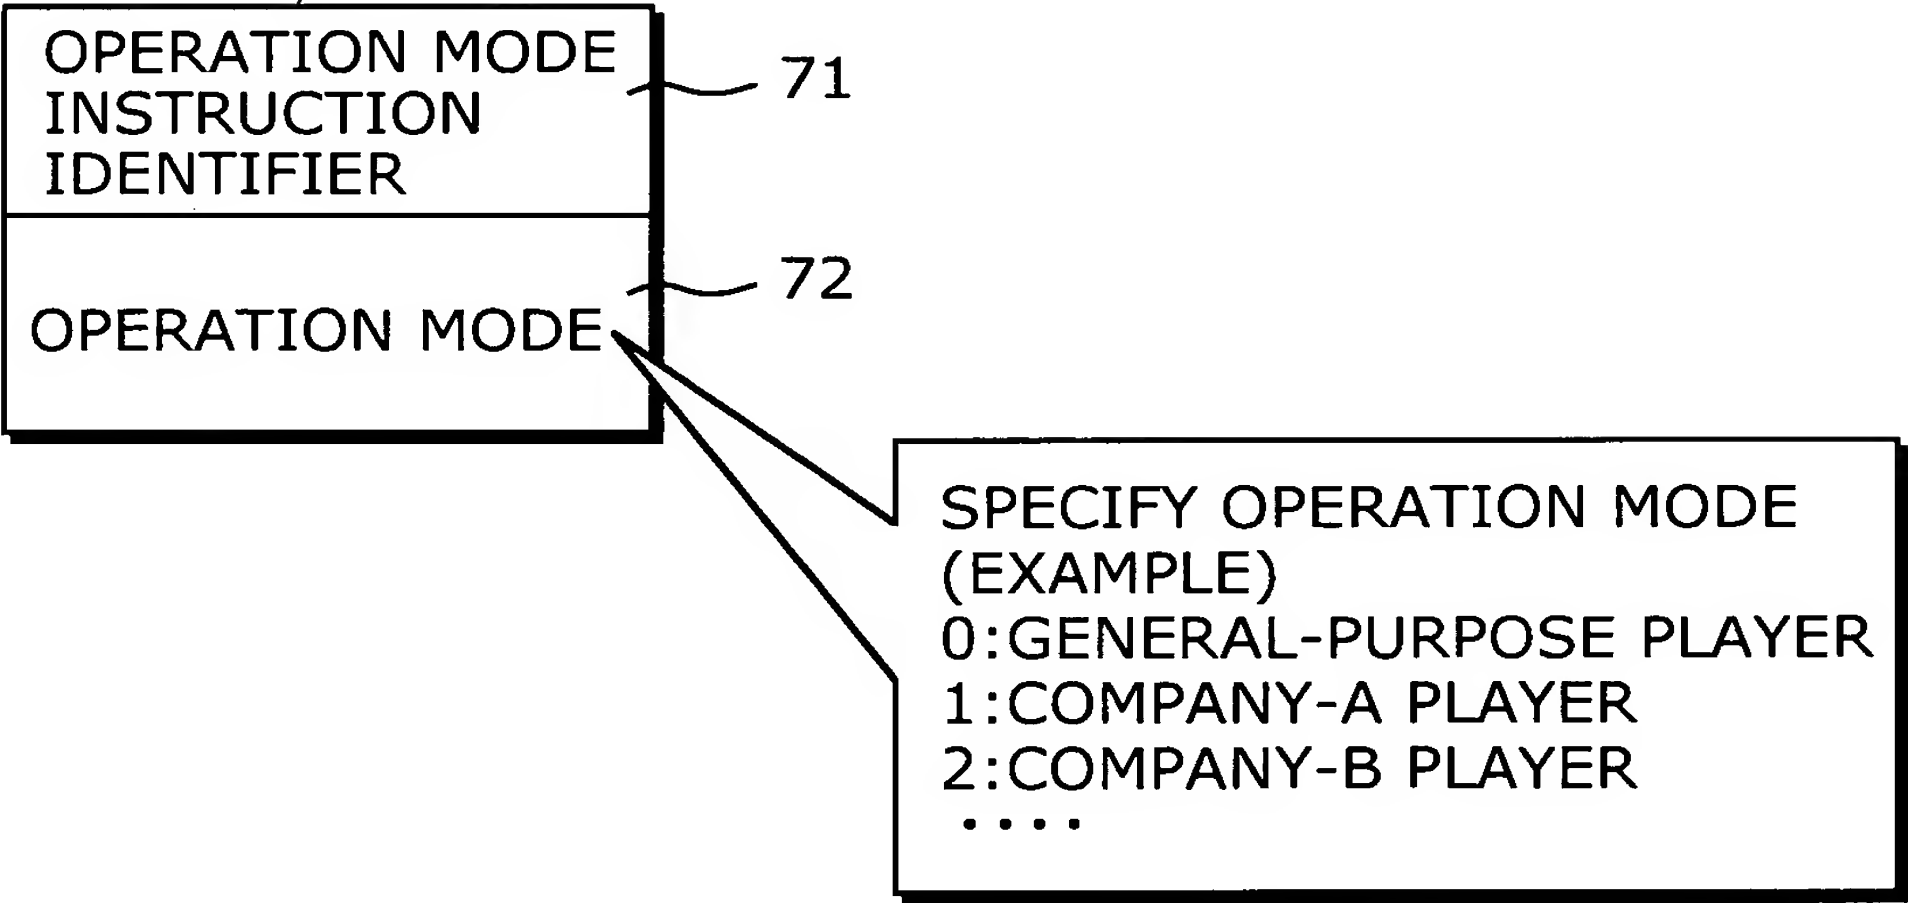 OPERATION MODE
INSTRUCTION
IDENTIFIER
71
72
OPERATION MODE
SPECIFY OPERATION MODE
(EXAMPLE)
0:GENERAL-PURPOSE PLAYER
1:COMPANY-A PLAYER
2:COMPANY-B PLAYER
....